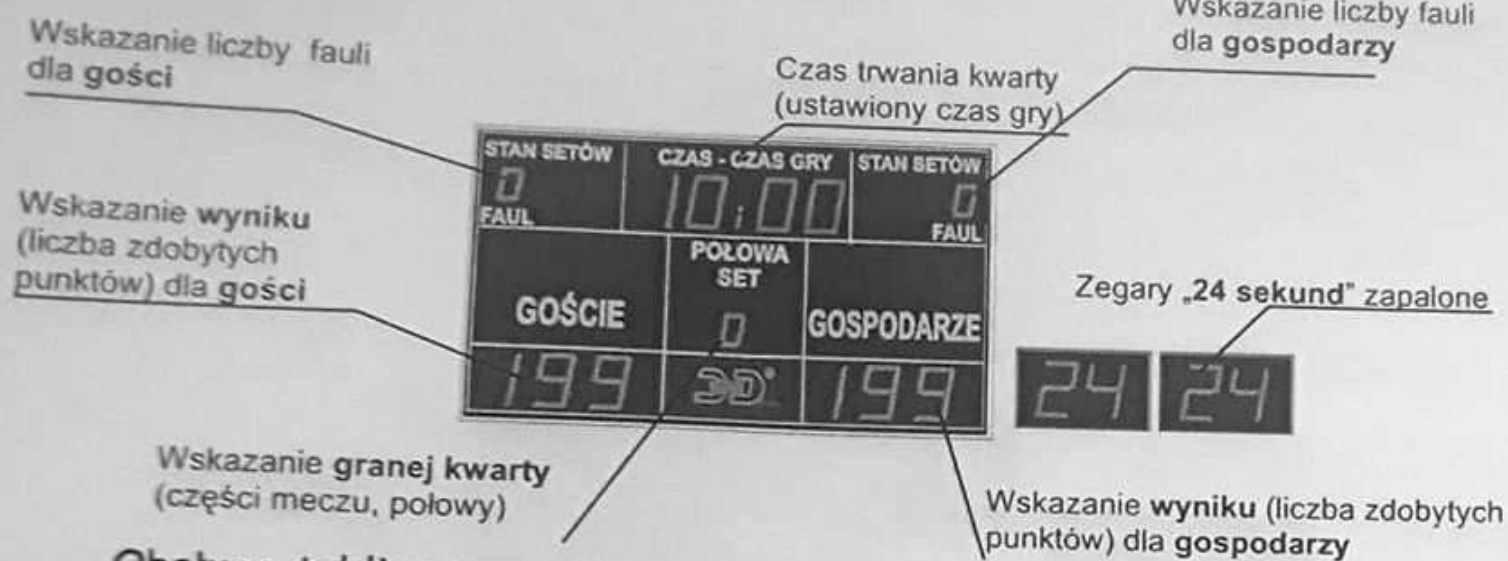 Wskazanie liczby fauli
dla gospodarzy
Wskazanie liczby fauli
dla gości
Czas trwania kwarty
(ustawiony czas gry)
STAN SETÓW
CZAS - CZAS GRY
STAN SETÓW
0
10:00
0
FAUL
FAUL
Wskazanie wyniku
(liczba zdobytych
punktów) dla gości
POŁOWA
SET
GOŚCIE
0
GOSPODARZE
Zegary „24 sekund" zapalone
199
199
24
24
Wskazanie granej kwarty
(części meczu, połowy)
Wskazanie wyniku (liczba zdobytych
punktów) dla gospodarzy